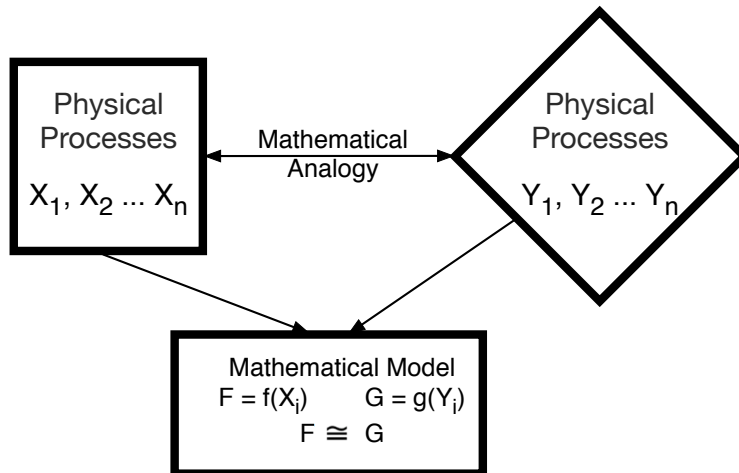 Physical
Processes
X₁, X₂ ... Xₙ
Mathematical
Analogy
Physical
Processes
Y₁, Y₂ ... Yₙ
Mathematical Model
F = f(Xᵢ) G = g(Yᵢ)
F ≅ G